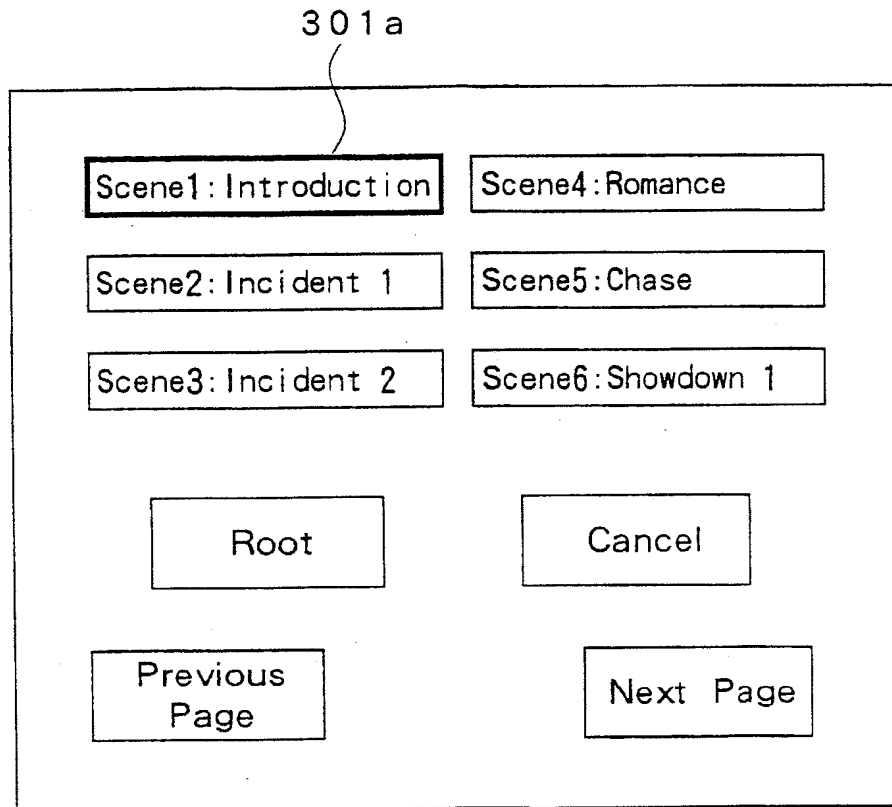 301a
Scene1:Introduction
Scene4:Romance
Scene2:Incident 1
Scene5:Chase
Scene3:Incident 2
Scene6:Showdown 1
Root
Cancel
Previous
Page
Next Page